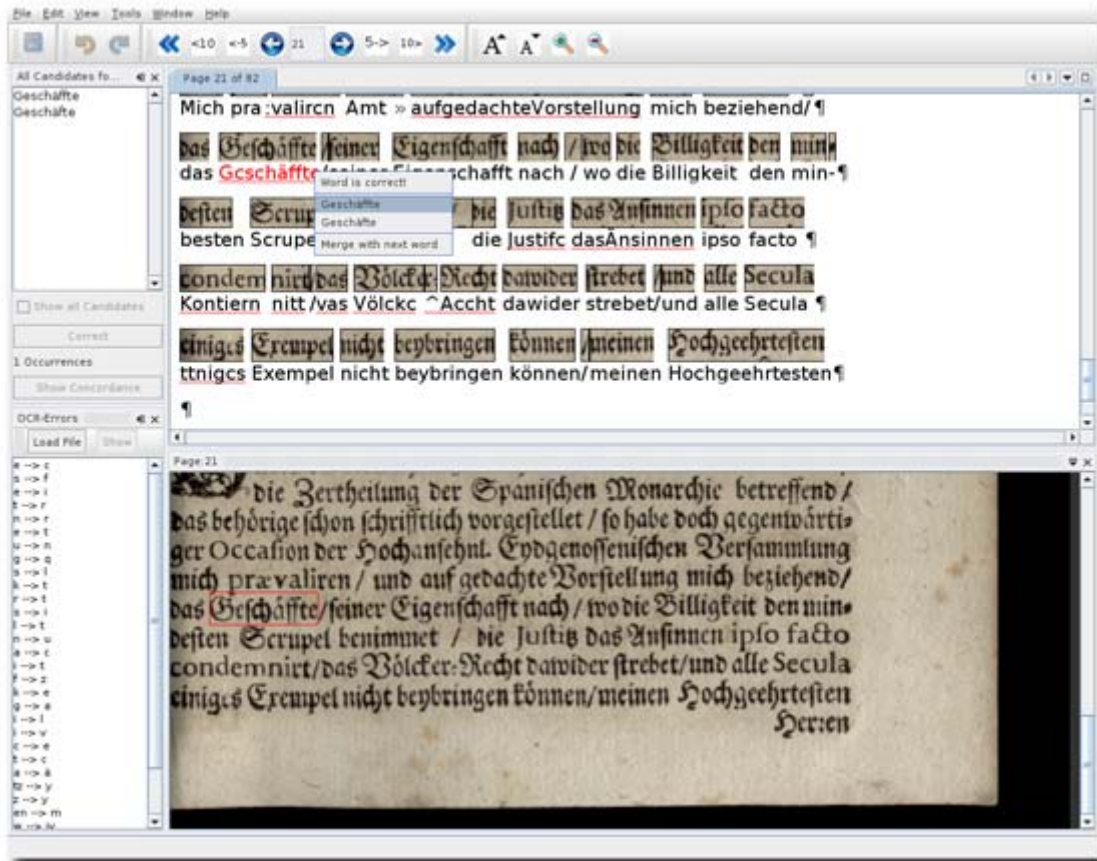 File Edit View Tools Window Help
<10 <-5 21 5-> 10> A A
All Candidates fo...
Geschäffte
Geschäfte
Show all Candidates
Correct
1 Occurrences
Show Concordance
OCR-Errors
Load File Show
e --> c
s --> f
e --> i
t --> r
n --> r
e --> t
u --> n
g --> q
s --> l
k --> t
r --> t
s --> i
l --> t
n --> u
a --> c
i --> t
f --> z
k --> e
g --> a
i --> l
i --> v
c --> e
t --> c
a --> ä
tz --> y
z --> y
en --> m
w --> iv
Page 21 of 82
Mich pra;valircn Amt » aufgedachteVorstellung mich beziehend/ ¶
das Geſchäffte /ſeiner Eigenſchafft nach / wo die Billigkeit den min-
das Gcschäffte/seiner Eigenschafft nach / wo die Billigkeit den min-¶
Word is correct!
Geschäffte
Geschäfte
Merge with next word
deſten Scrup / die Juſtitz das Anſinnen ipſo facto
besten Scrupe die Justifc dasÄnsinnen ipso facto ¶
condem nirt/das Völcker-Recht dawider ſtrebet /und alle Secula
Kontiern nitt /vas Völckc ^Accht dawider strebet/und alle Secula ¶
einiges Exempel nicht beybringen können /meinen Hochgeehrteſten
ttnigcs Exempel nicht beybringen können/meinen Hochgeehrtesten¶
¶
Page:21
die Zertheilung der Spaniſchen Monarchie betreffend /
das behörige ſchon ſchrifftlich vorgeſtellet / ſo habe doch gegenwärti-
ger Occaſion der Hochanſehnl. Eydgenoſſeniſchen Verſammlung
mich prævaliren / und auf gedachte Vorſtellung mich beziehend/
das Geſchäffte/ſeiner Eigenſchafft nach / wo die Billigkeit den min-
deſten Scrupel benimmet / die Juſtitz das Anſinnen ipſo facto
condemnirt/das Völcker-Recht dawider ſtrebet/und alle Secula
einiges Exempel nicht beybringen können/meinen Hochgeehrteſten
Herren